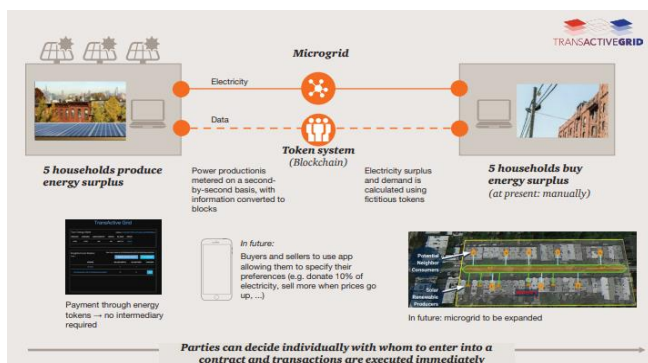 TRANSACTIVEGRID
Microgrid
Electricity
Data
Token system
(Blockchain)
5 households produce
energy surplus
Power productionis
metered on a second-
by-second basis, with
information converted to
blocks
Electricity surplus
and demand is
calculated using
fictitious tokens
5 households buy
energy surplus
(at present: manually)
TransActive Grid
Payment through energy
tokens → no intermediary
required
In future:
Buyers and sellers to use app
allowing them to specify their
preferences (e.g. donate 10% of
electricity, sell more when prices go
up, ...)
Potential
Neighbor
Consumers
Solar
Renewable
Producers
In future: microgrid to be expanded
Parties can decide individually with whom to enter into a
contract and transactions are executed immediately